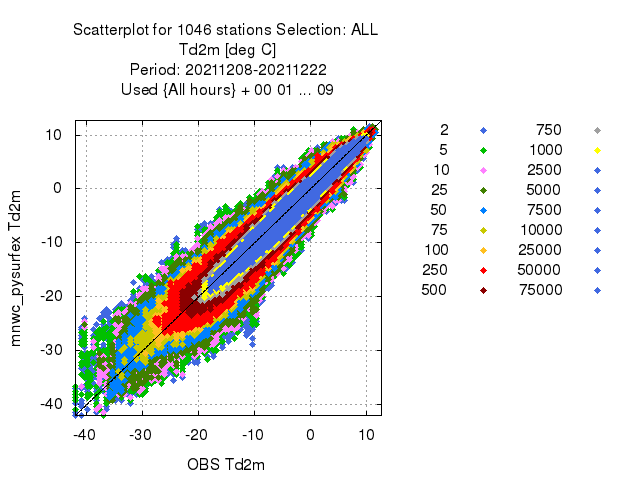 Scatterplot for 1046 stations Selection: ALL
Td2m [deg C]
Period: 20211208-20211222
Used {All hours} + 00 01 ... 09
10
0
-10
-20
-30
-40
mnwc_pysurfex Td2m
-40 -30 -20 -10 0 10
OBS Td2m
2 750
5 1000
10 2500
25 5000
50 7500
75 10000
100 25000
250 50000
500 75000